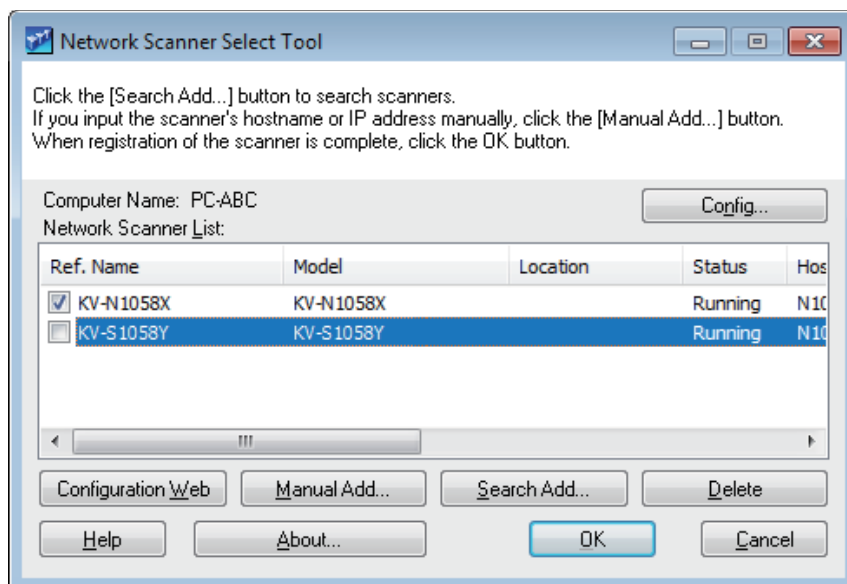 Network Scanner Select Tool
Click the [Search Add...] button to search scanners.
If you input the scanner's hostname or IP address manually, click the [Manual Add...] button.
When registration of the scanner is complete, click the OK button.
Computer Name: PC-ABC
Config...
Network Scanner List:
Ref. Name Model Location Status Hos
KV-N1058X KV-N1058X Running N10
KV-S1058Y KV-S1058Y Running N10
Configuration Web Manual Add... Search Add... Delete
Help About... OK Cancel